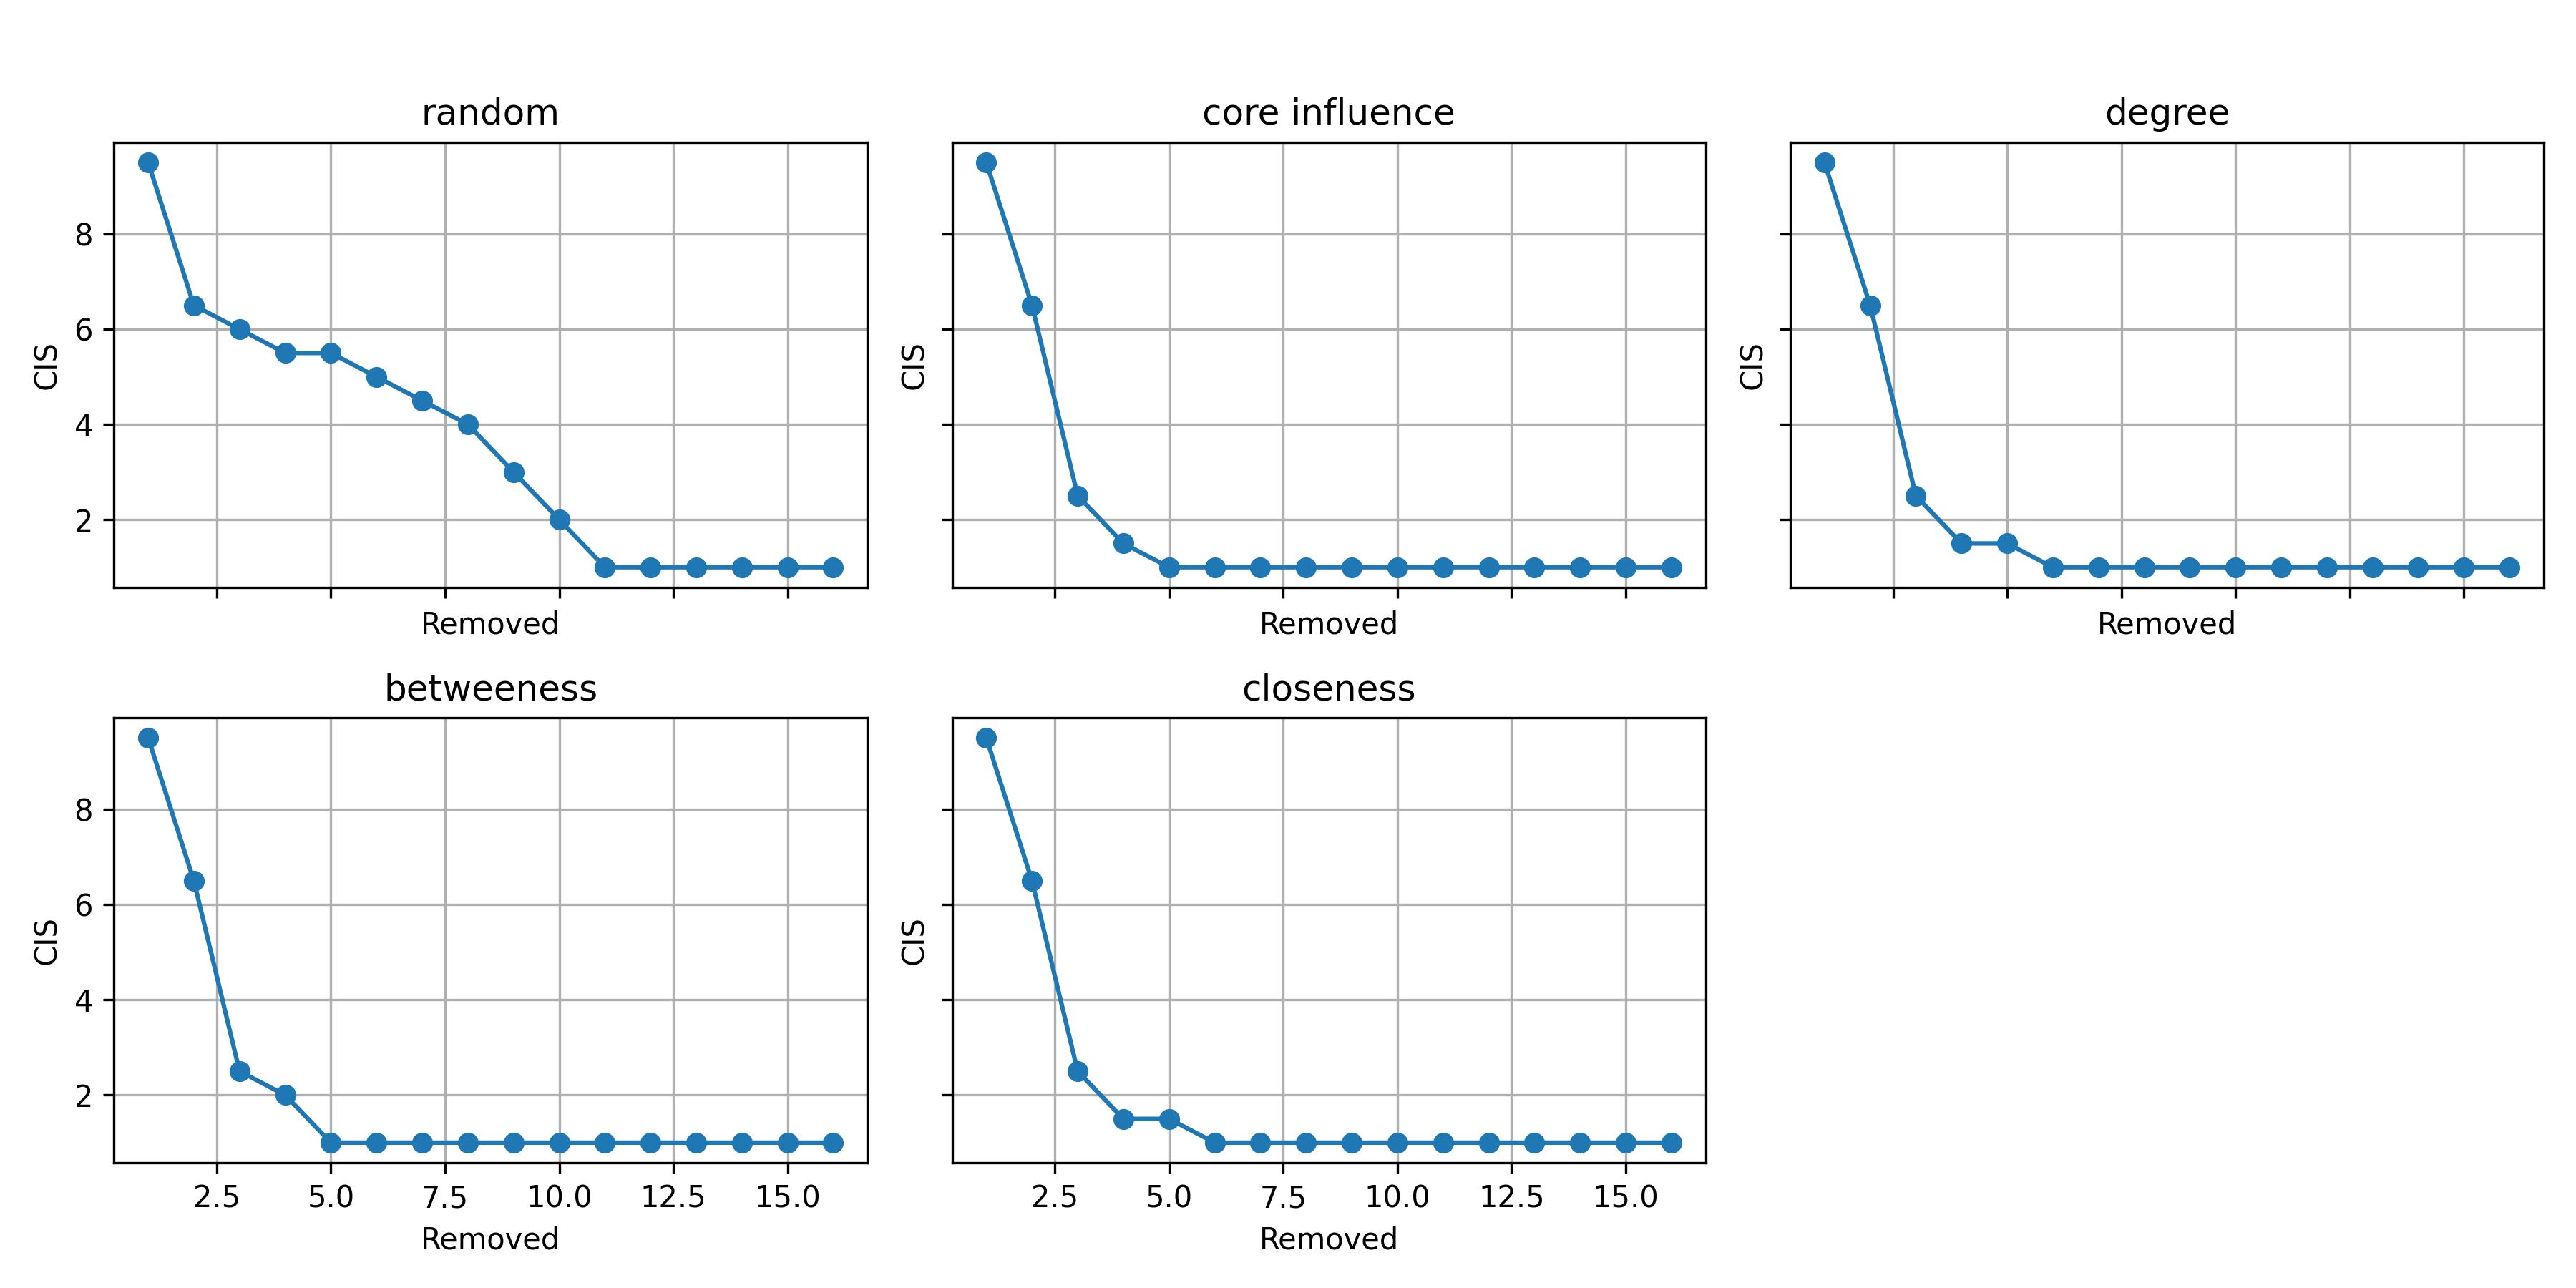 random
core influence
degree
CIS
8
6
4
2
Removed
CIS
Removed
CIS
Removed
betweeness
closeness
CIS
8
6
4
2
2.5 5.0 7.5 10.0 12.5 15.0
Removed
CIS
2.5 5.0 7.5 10.0 12.5 15.0
Removed